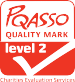 PQASSO
QUALITY MARK
level 2
Charities Evaluation Services